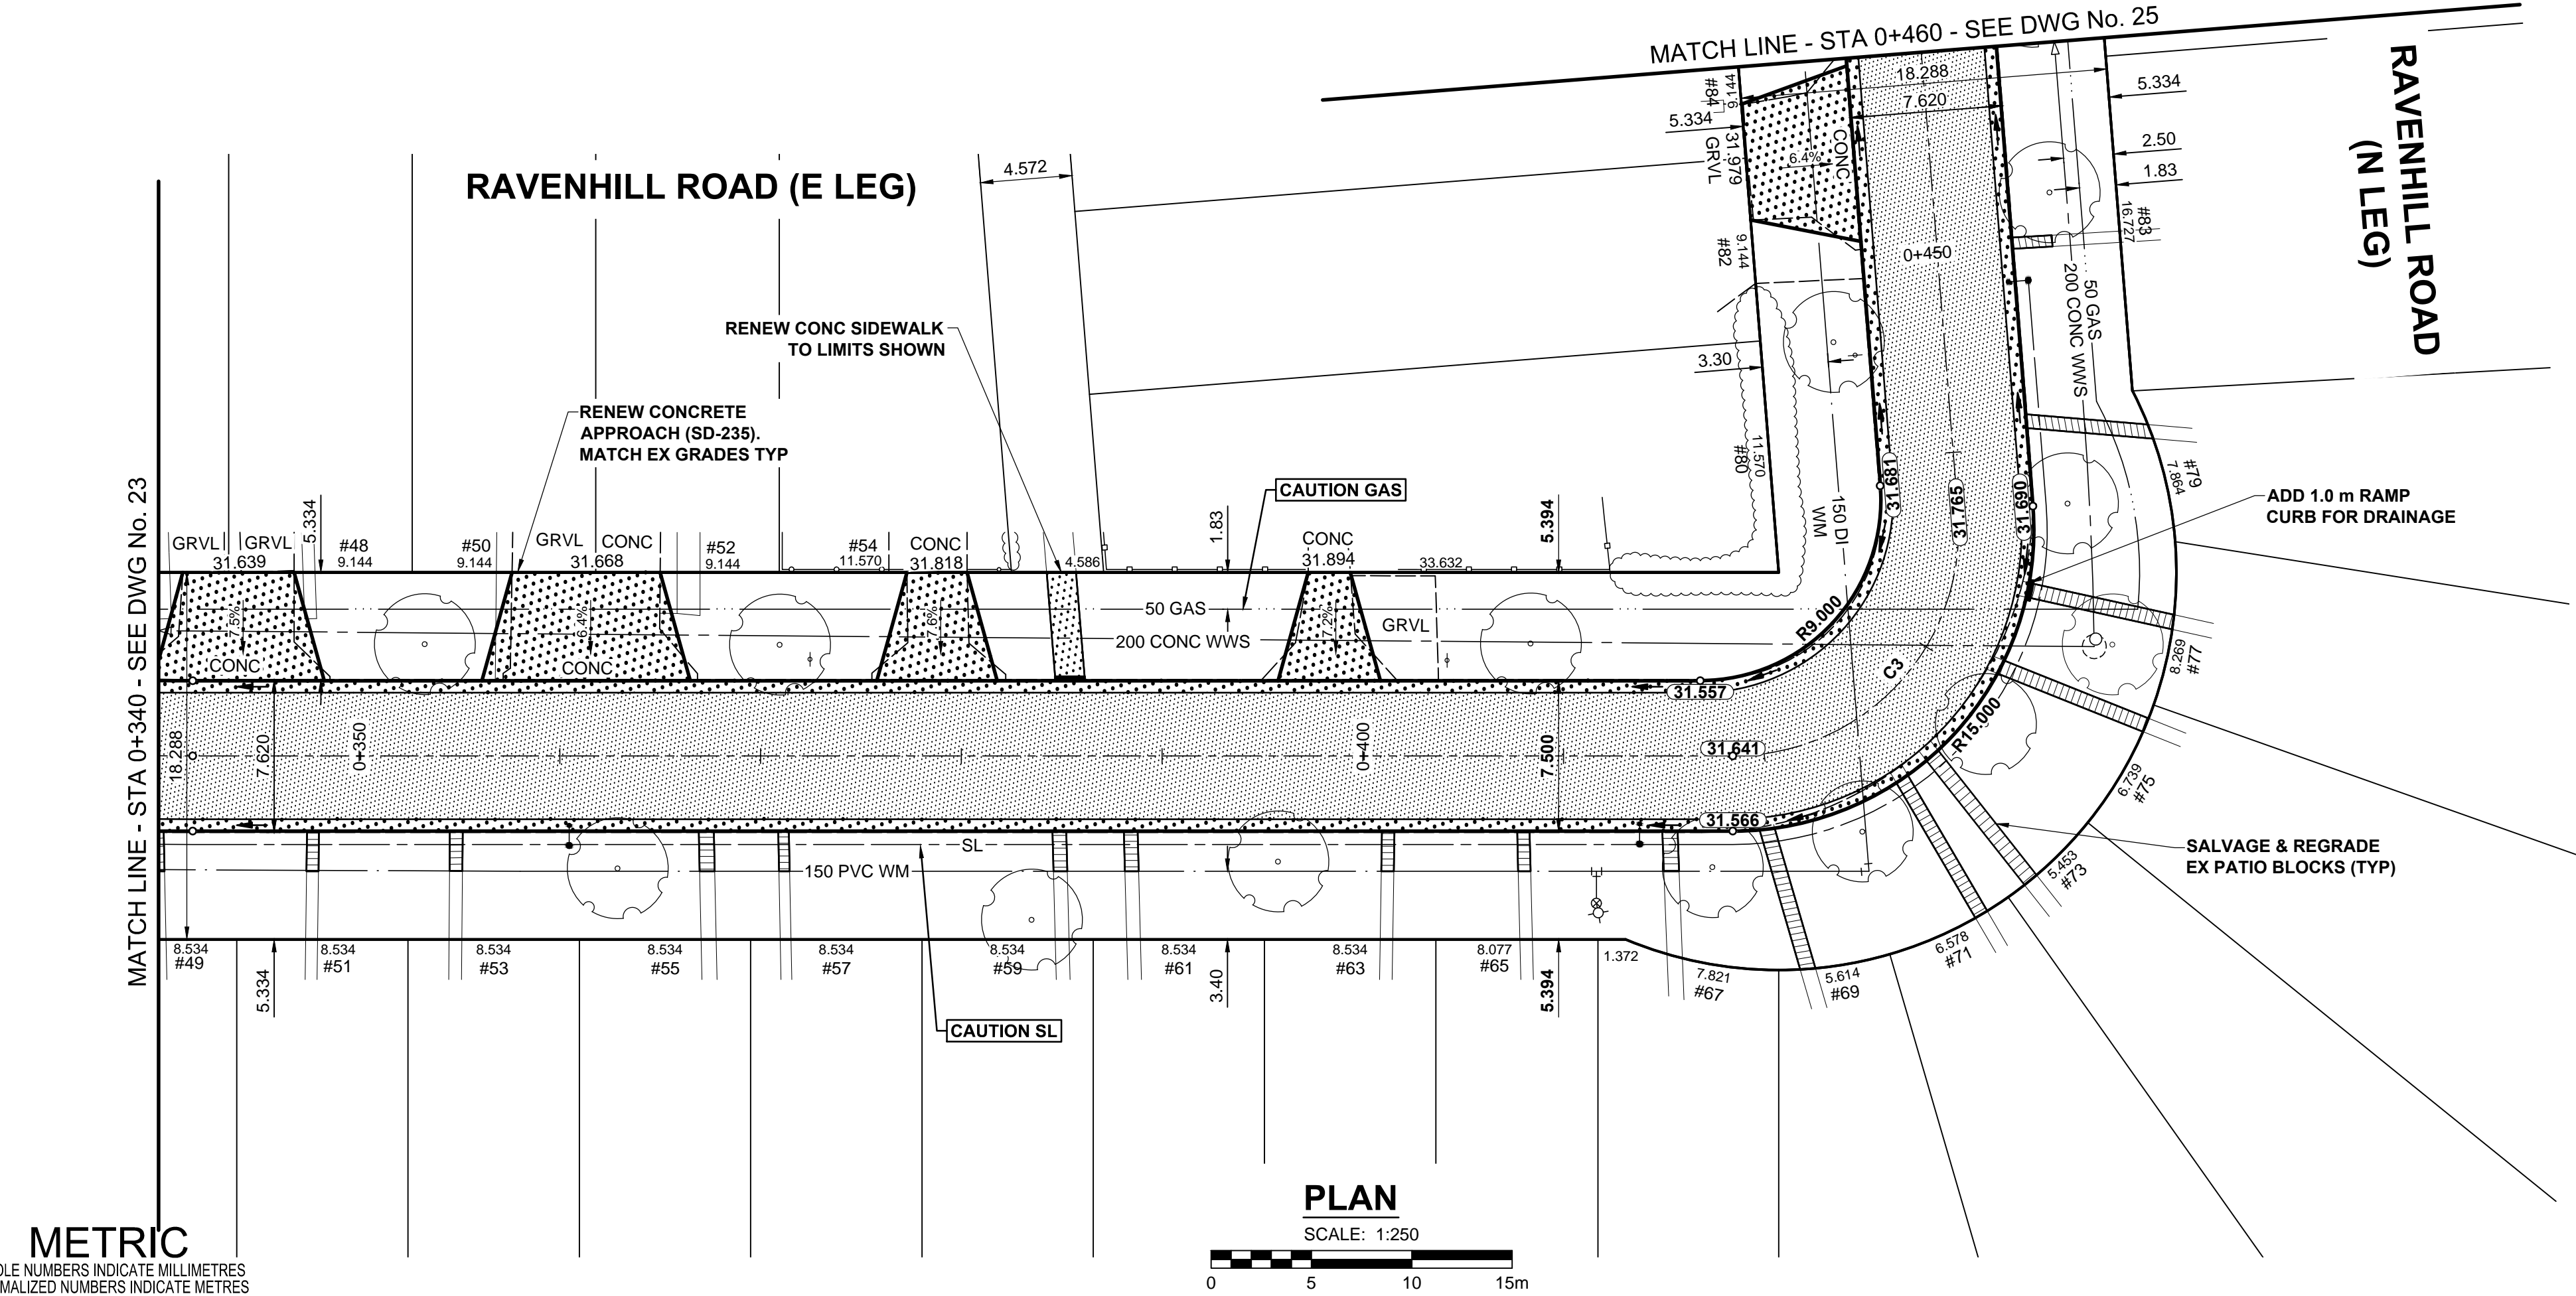 MATCH LINE - STA 0+460 - SEE DWG No. 25
RAVENHILL ROAD
(N LEG)
18.288
7.620
5.334
2.50
1.83
#83
16.727
#84
9.144
5.334
31.979
GRVL
CONC
6.4%
9.144
#82
0+450
50 GAS
200 CONC WWS
RAVENHILL ROAD (E LEG)
4.572
RENEW CONC SIDEWALK
TO LIMITS SHOWN
3.30
RENEW CONCRETE
APPROACH (SD-235).
MATCH EX GRADES TYP
11.570
#80
CAUTION GAS
150 DI
WM
31.681
31.765
31.690
#79
7.864
ADD 1.0 m RAMP
CURB FOR DRAINAGE
MATCH LINE - STA 0+340 - SEE DWG No. 23
GRVL
GRVL
31.639
5.334
#48
9.144
#50
9.144
GRVL
CONC
31.668
#52
9.144
#54
11.570
CONC
31.818
4.586
1.83
CONC
31.894
33.632
5.394
7.5%
CONC
6.4%
CONC
7.6%
50 GAS
200 CONC WWS
7.2%
GRVL
R9.000
C3
8.269
#77
31.557
18.288
7.620
0+350
0+400
7.500
31.641
R15.000
31.566
6.739
#75
SL
150 PVC WM
SALVAGE & REGRADE
EX PATIO BLOCKS (TYP)
5.453
#73
6.578
#71
5.614
#69
7.821
#67
1.372
8.534
#49
5.334
8.534
#51
8.534
#53
8.534
#55
8.534
#57
8.534
#59
8.534
#61
3.40
8.534
#63
8.077
#65
5.394
CAUTION SL
PLAN
SCALE: 1:250
0 5 10 15m
METRIC
NUMBERS INDICATE MILLIMETRES
NUMBERS INDICATE METRES